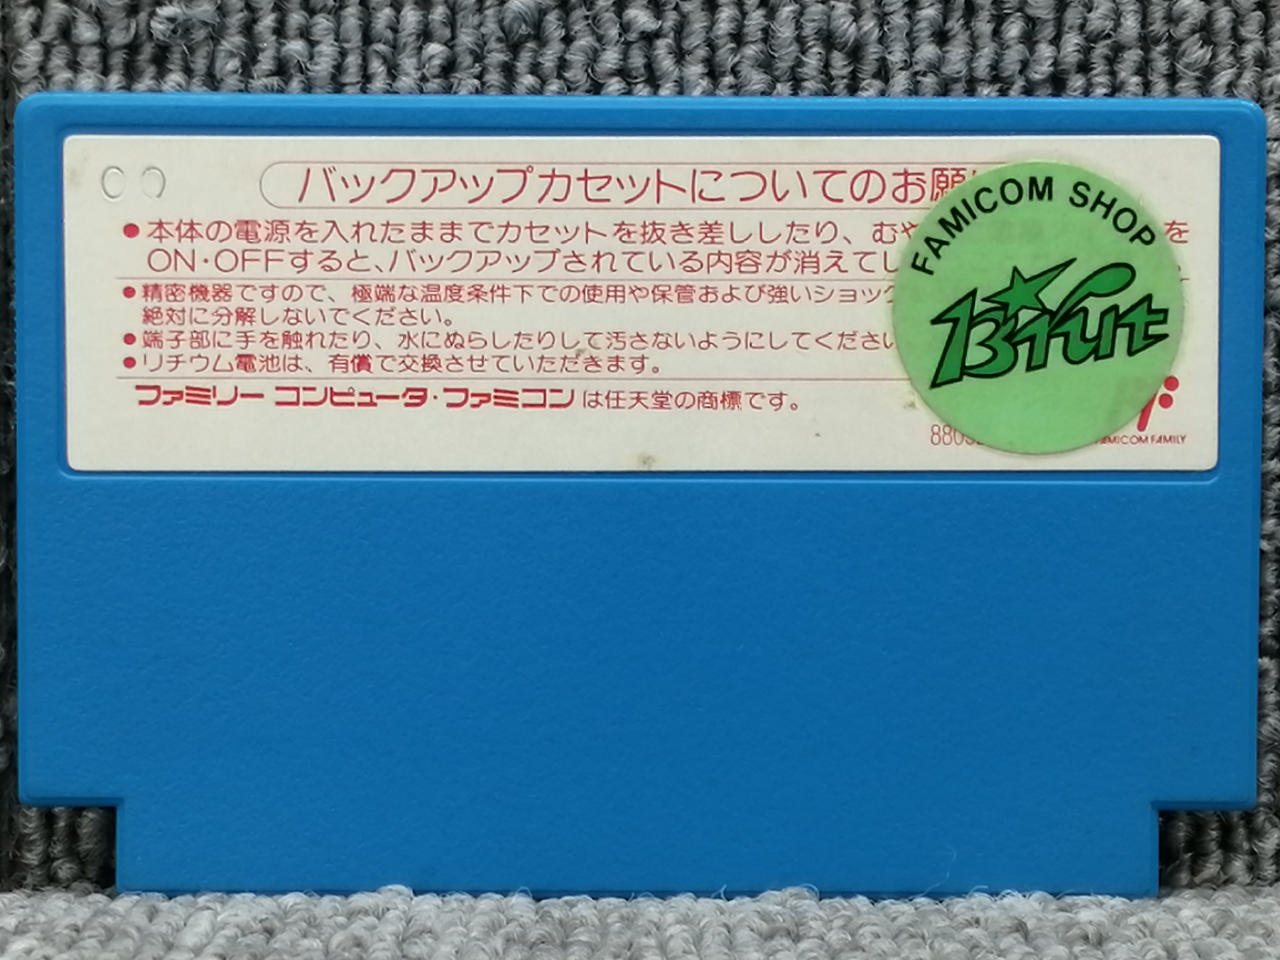 バックアップカセットについてのお願
●本体の電源を入れたままでカセットを抜き差ししたり、むや を
ON・OFFすると、バックアップされている内容が消えてし 。
●精密機器ですので、極端な温度条件下での使用や保管および強いショック
絶対に分解しないでください。
●端子部に手を触れたり、水にぬらしたりして汚さないようにしてくださ
●リチウム電池は、有償で交換させていただきます。
ファミリー コンピュータ・ファミコンは任天堂の商標です。
FAMICOM SHOP
FAMICOM FAMILY